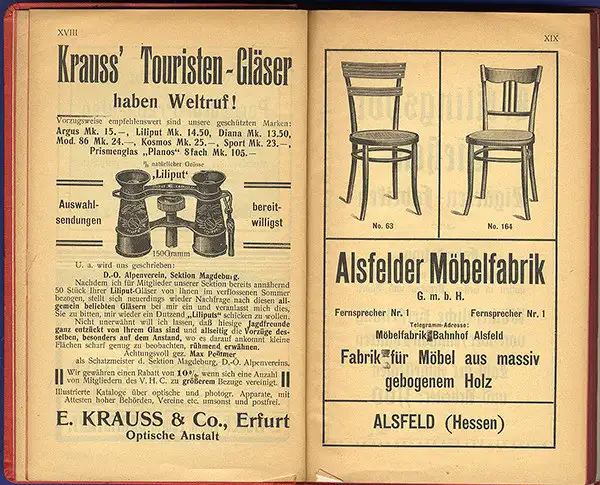 XVIII
Krauss' Touristen-Gläser
haben Weltruf!
Vorzugsweise empfehlenswert sind unsere geschützten Marken:
Argus Mk. 15.—, Liliput Mk. 14.50, Diana Mk. 13.50,
Mod. 86 Mk. 24.—, Kosmos Mk. 25.—, Sport Mk. 23.—,
Prismenglas „Planos" 8fach Mk. 105.—
natürlicher Grösse
„Liliput"
Auswahl-
sendungen
bereit-
willigst
150 Gramm
U. a. wird uns geschrieben:
D.-O. Alpenverein, Sektion Magdeburg.
Nachdem ich für Mitglieder unserer Sektion bereits annähernd
50 Stück Ihrer Liliput-Gläser von Ihnen im verflossenen Sommer
bezogen, stellt sich neuerdings wieder Nachfrage nach diesen all-
gemein beliebten Gläsern bei mir ein und veranlasst mich dies,
Sie zu bitten, mir wieder ein Dutzend „Liliputs" schicken zu wollen.
Nicht unerwähnt will ich lassen, daß hiesige Jagdfreunde
ganz entzückt von Ihrem Glas sind und allseitig die Vorzüge des-
selben, besonders auf dem Anstand, wo es darauf ankommt kleine
Flächen scharf genug zu beobachten, rühmend erwähnen.
Achtungsvoll gez. Max
als Schatzmeister d. Sektion Magdeburg, D.-O. Alpenvereins.
Wir gewähren einen Rabatt von 10%, wenn sich eine Anzahl
von Mitgliedern des V. H. C. zu größerem Bezuge vereinigt.
Illustrierte Kataloge über optische und photogr. Apparate, mit
Attesten hoher Behörden, Vereine etc. umsonst und postfrei.
E. KRAUSS & Co., Erfurt
Optische Anstalt
XIX
No. 63
No. 164
Alsfelder Möbelfabrik
G. m. b. H.
Fernsprecher Nr. 1 Fernsprecher Nr. 1
Telegramm-Adresse:
Möbelfabrik Bahnhof Alsfeld
Fabrik für Möbel aus massiv
gebogenem Holz
ALSFELD (Hessen)